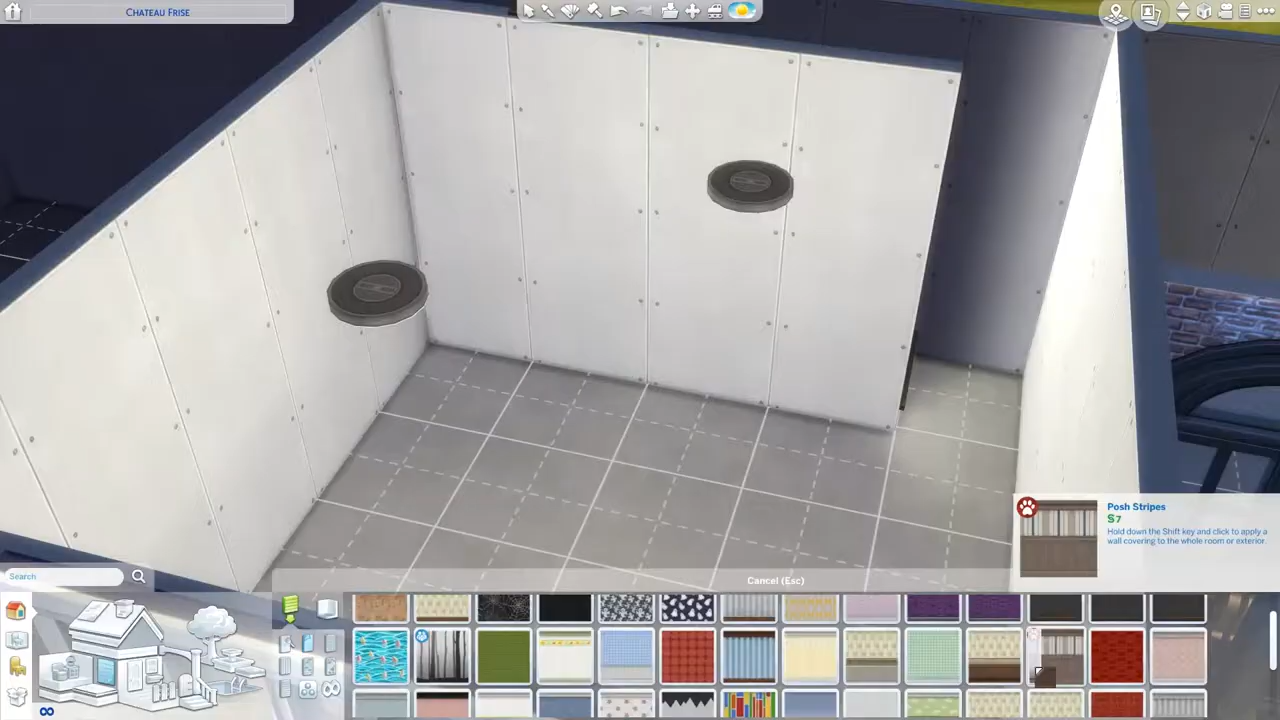 Chateau Frise
Posh Stripes
§7
Hold down the Shift key and click to apply a
wall covering to the whole room or exterior.
Search
Cancel (Esc)